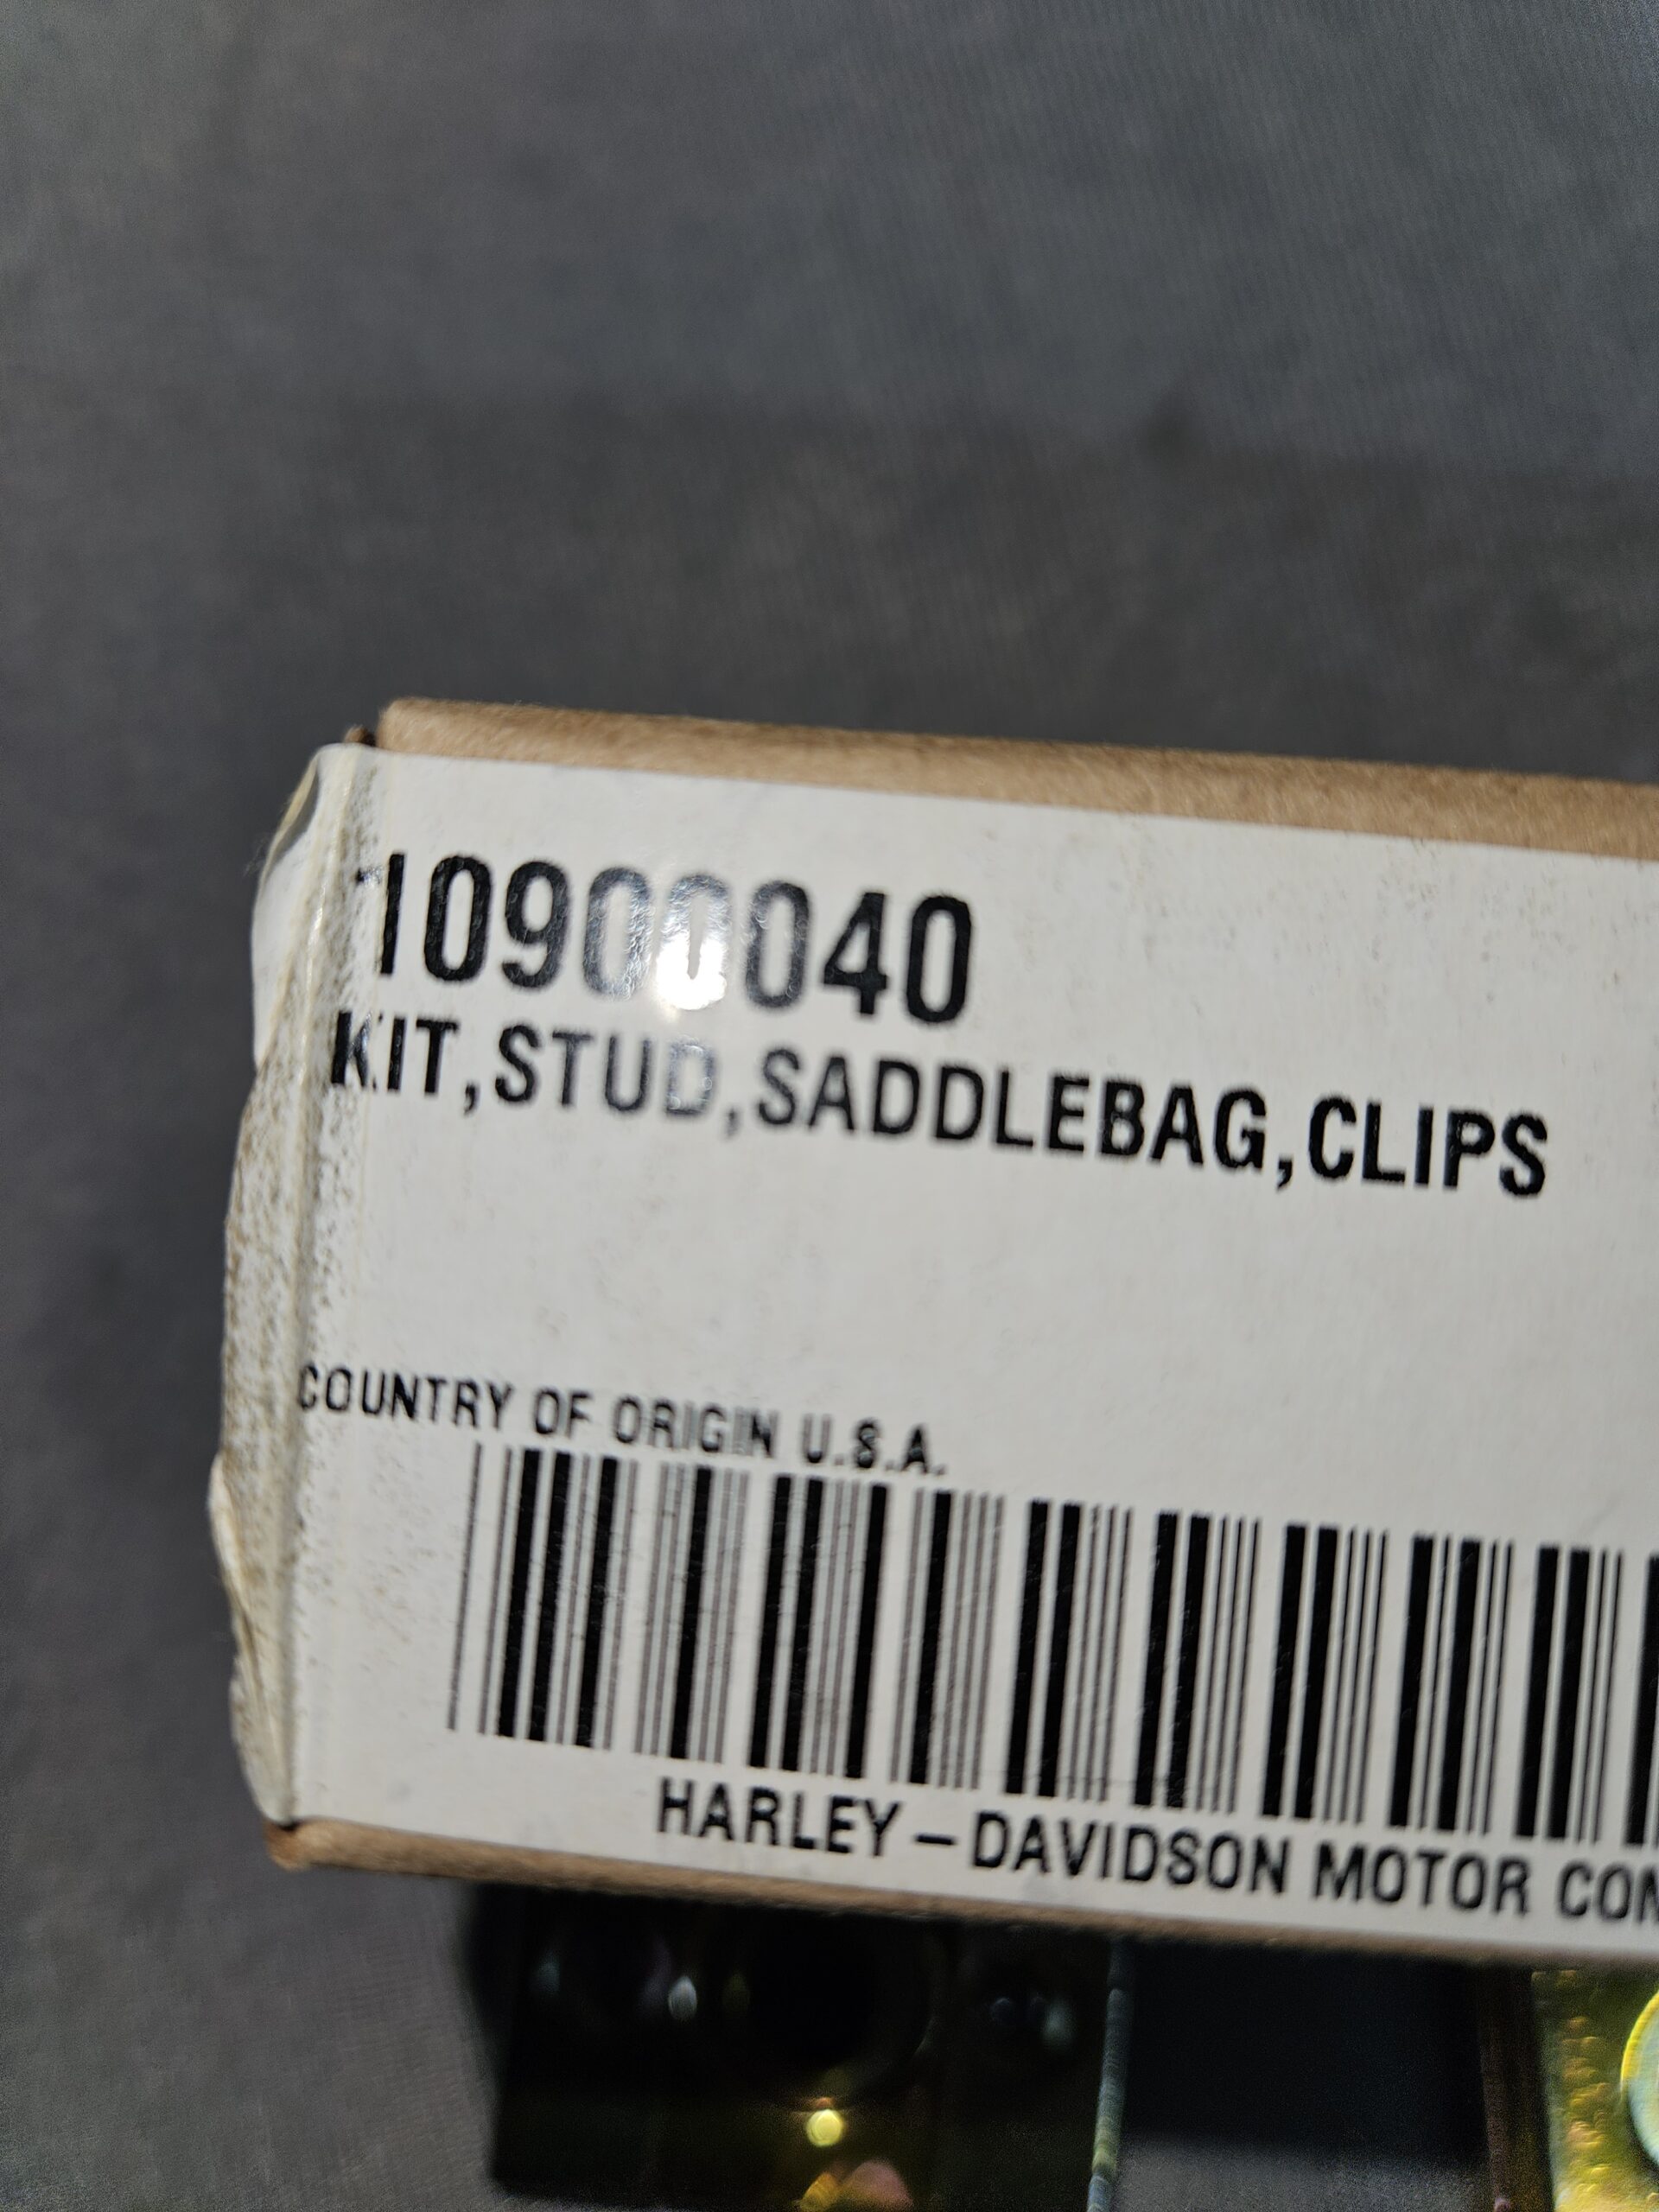 10900040
KIT,STUD,SADDLEBAG,CLIPS
COUNTRY OF ORIGIN U.S.A.
HARLEY-DAVIDSON MOTOR